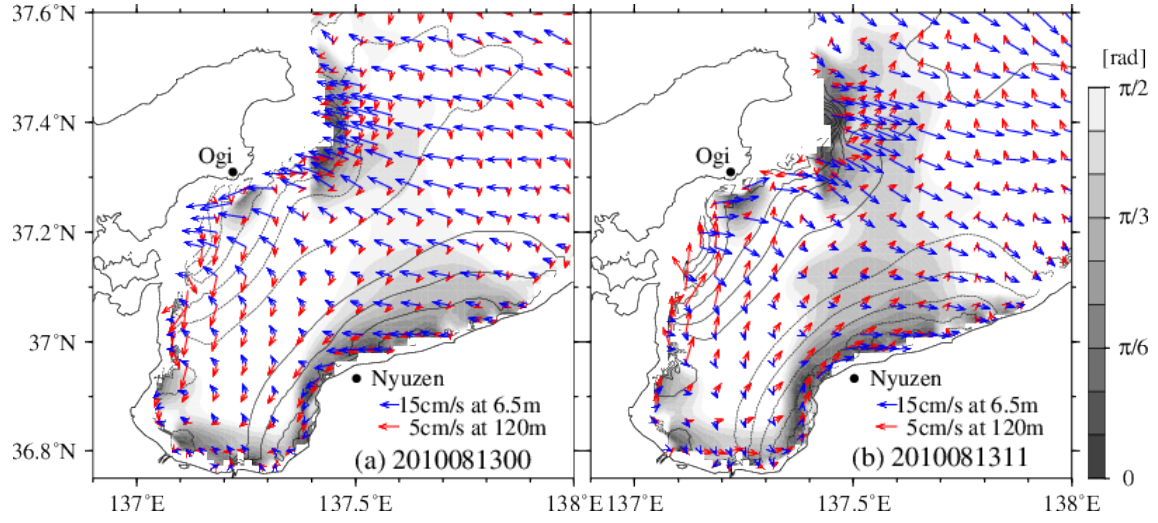 37.6°N
37.4°N
37.2°N
37°N
36.8°N
Ogi
Nyuzen
15cm/s at 6.5m
5cm/s at 120m
(a) 2010081300
137°E
137.5°E
138°E
Ogi
Nyuzen
15cm/s at 6.5m
5cm/s at 120m
(b) 2010081311
137°E
137.5°E
138°E
[rad]
π/2
π/3
π/6
0